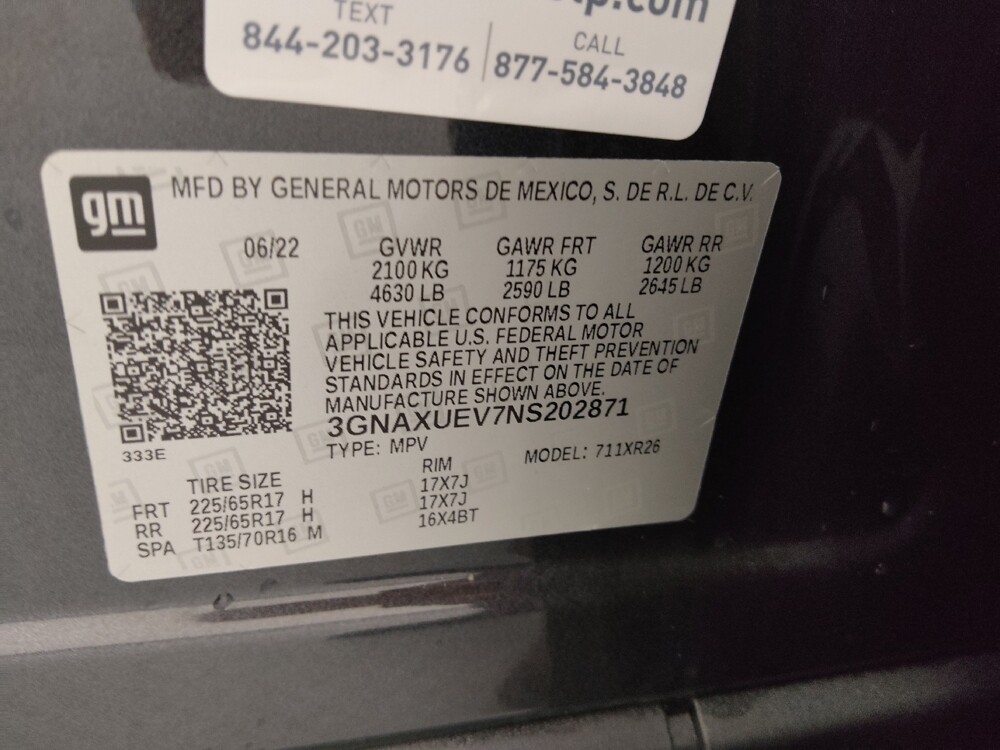 TEXT
844-203-3176
CALL
877-584-3848
gm
MFD BY GENERAL MOTORS DE MEXICO, S. DE R.L. DE C.V.
06/22 GVWR GAWR FRT GAWR RR
2100 KG 1175 KG 1200 KG
4630 LB 2590 LB 2645 LB
THIS VEHICLE CONFORMS TO ALL
APPLICABLE U.S. FEDERAL MOTOR
VEHICLE SAFETY AND THEFT PREVENTION
STANDARDS IN EFFECT ON THE DATE OF
MANUFACTURE SHOWN ABOVE.
3GNAXUEV7NS202871
333E TYPE: MPV MODEL: 711XR26
TIRE SIZE RIM
FRT 225/65R17 H 17X7J
RR 225/65R17 H 17X7J
SPA T135/70R16 M 16X4BT